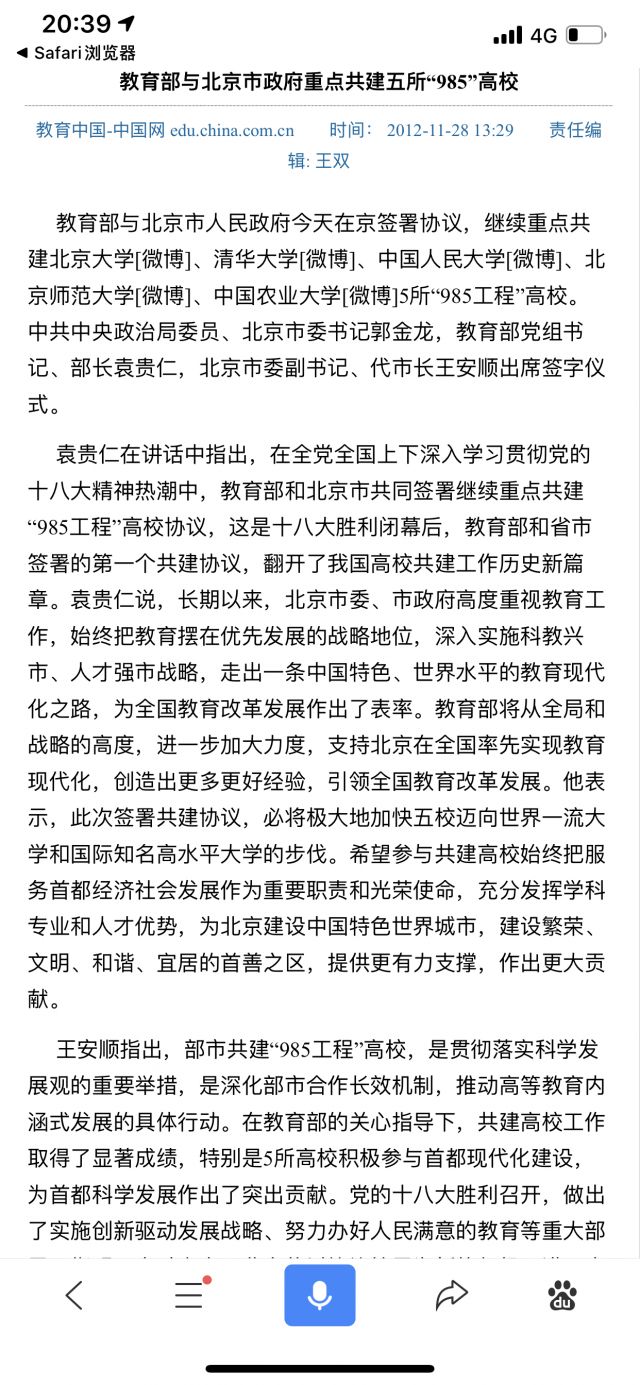 20:39
4G
Safari浏览器
教育部与北京市政府重点共建五所“985”高校
教育中国-中国网 edu.china.com.cn 时间： 2012-11-28 13:29 责任编
辑: 王双
教育部与北京市人民政府今天在京签署协议，继续重点共
建北京大学[微博]、清华大学[微博]、中国人民大学[微博]、北
京师范大学[微博]、中国农业大学[微博]5所“985工程”高校。
中共中央政治局委员、北京市委书记郭金龙，教育部党组书
记、部长袁贵仁，北京市委副书记、代市长王安顺出席签字仪
式。
袁贵仁在讲话中指出，在全党全国上下深入学习贯彻党的
十八大精神热潮中，教育部和北京市共同签署继续重点共建
“985工程”高校协议，这是十八大胜利闭幕后，教育部和省市
签署的第一个共建协议，翻开了我国高校共建工作历史新篇
章。袁贵仁说，长期以来，北京市委、市政府高度重视教育工
作，始终把教育摆在优先发展的战略地位，深入实施科教兴
市、人才强市战略，走出一条中国特色、世界水平的教育现代
化之路，为全国教育改革发展作出了表率。教育部将从全局和
战略的高度，进一步加大力度，支持北京在全国率先实现教育
现代化，创造出更多更好经验，引领全国教育改革发展。他表
示，此次签署共建协议，必将极大地加快五校迈向世界一流大
学和国际知名高水平大学的步伐。希望参与共建高校始终把服
务首都经济社会发展作为重要职责和光荣使命，充分发挥学科
专业和人才优势，为北京建设中国特色世界城市，建设繁荣、
文明、和谐、宜居的首善之区，提供更有力支撑，作出更大贡
献。
王安顺指出，部市共建“985工程”高校，是贯彻落实科学发
展观的重要举措，是深化部市合作长效机制，推动高等教育内
涵式发展的具体行动。在教育部的关心指导下，共建高校工作
取得了显著成绩，特别是5所高校积极参与首都现代化建设，
为首都科学发展作出了突出贡献。党的十八大胜利召开，做出
了实施创新驱动发展战略、努力办好人民满意的教育等重大部
du